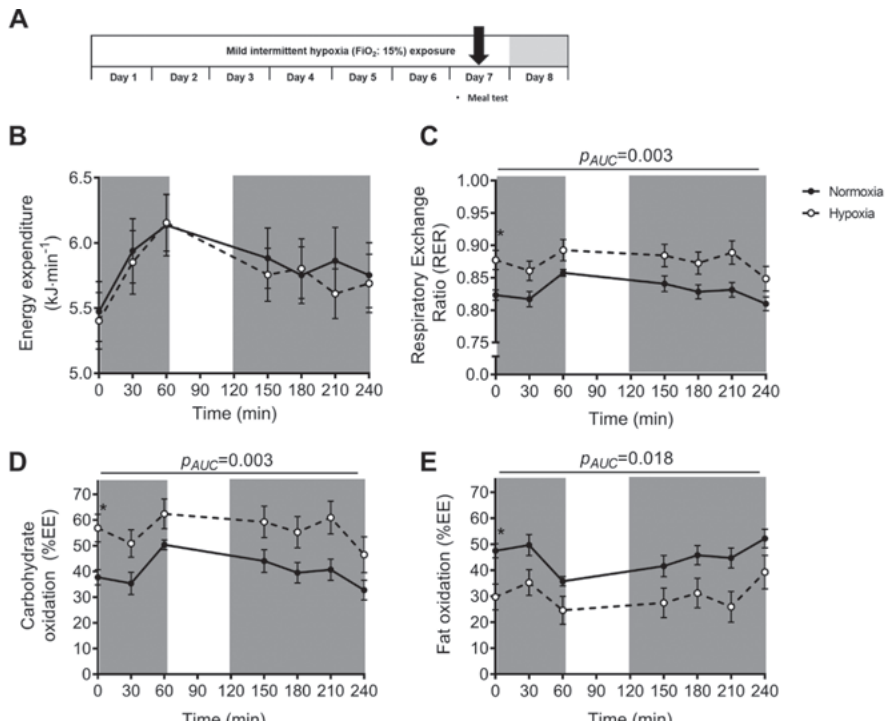 A
Mild intermittent hypoxia (FiO2: 15%) exposure
Day 1 Day 2 Day 3 Day 4 Day 5 Day 6 Day 7 Day 8
• Meal test
B
Energy expenditure
(kJ·min-1)
6.5
6.0
5.5
5.0
0 30 60 90 120 150 180 210 240
Time (min)
C
pAUC=0.003
Respiratory Exchange
Ratio (RER)
1.00
0.95
0.90
0.85
0.80
0.75
0.0
*
0 30 60 90 120 150 180 210 240
Time (min)
Normoxia
Hypoxia
D
pAUC=0.003
Carbohydrate
oxidation (%EE)
70
60
50
40
30
20
10
0
*
0 30 60 90 120 150 180 210 240
Time (min)
E
pAUC=0.018
Fat oxidation (%EE)
70
60
50
40
30
20
10
0
*
0 30 60 90 120 150 180 210 240
Time (min)